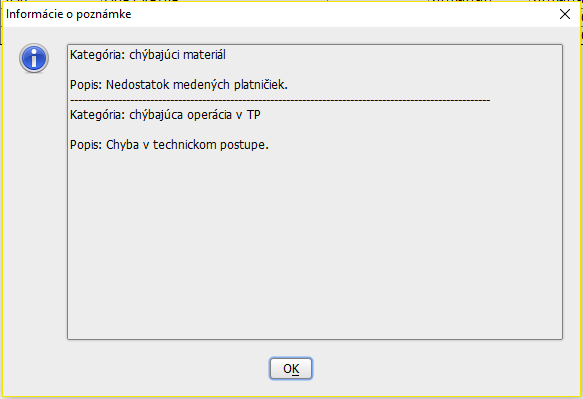 Informácie o poznámke
Kategória: chýbajúci materiál
Popis: Nedostatok medených platničiek.
Kategória: chýbajúca operácia v TP
Popis: Chyba v technickom postupe.
OK